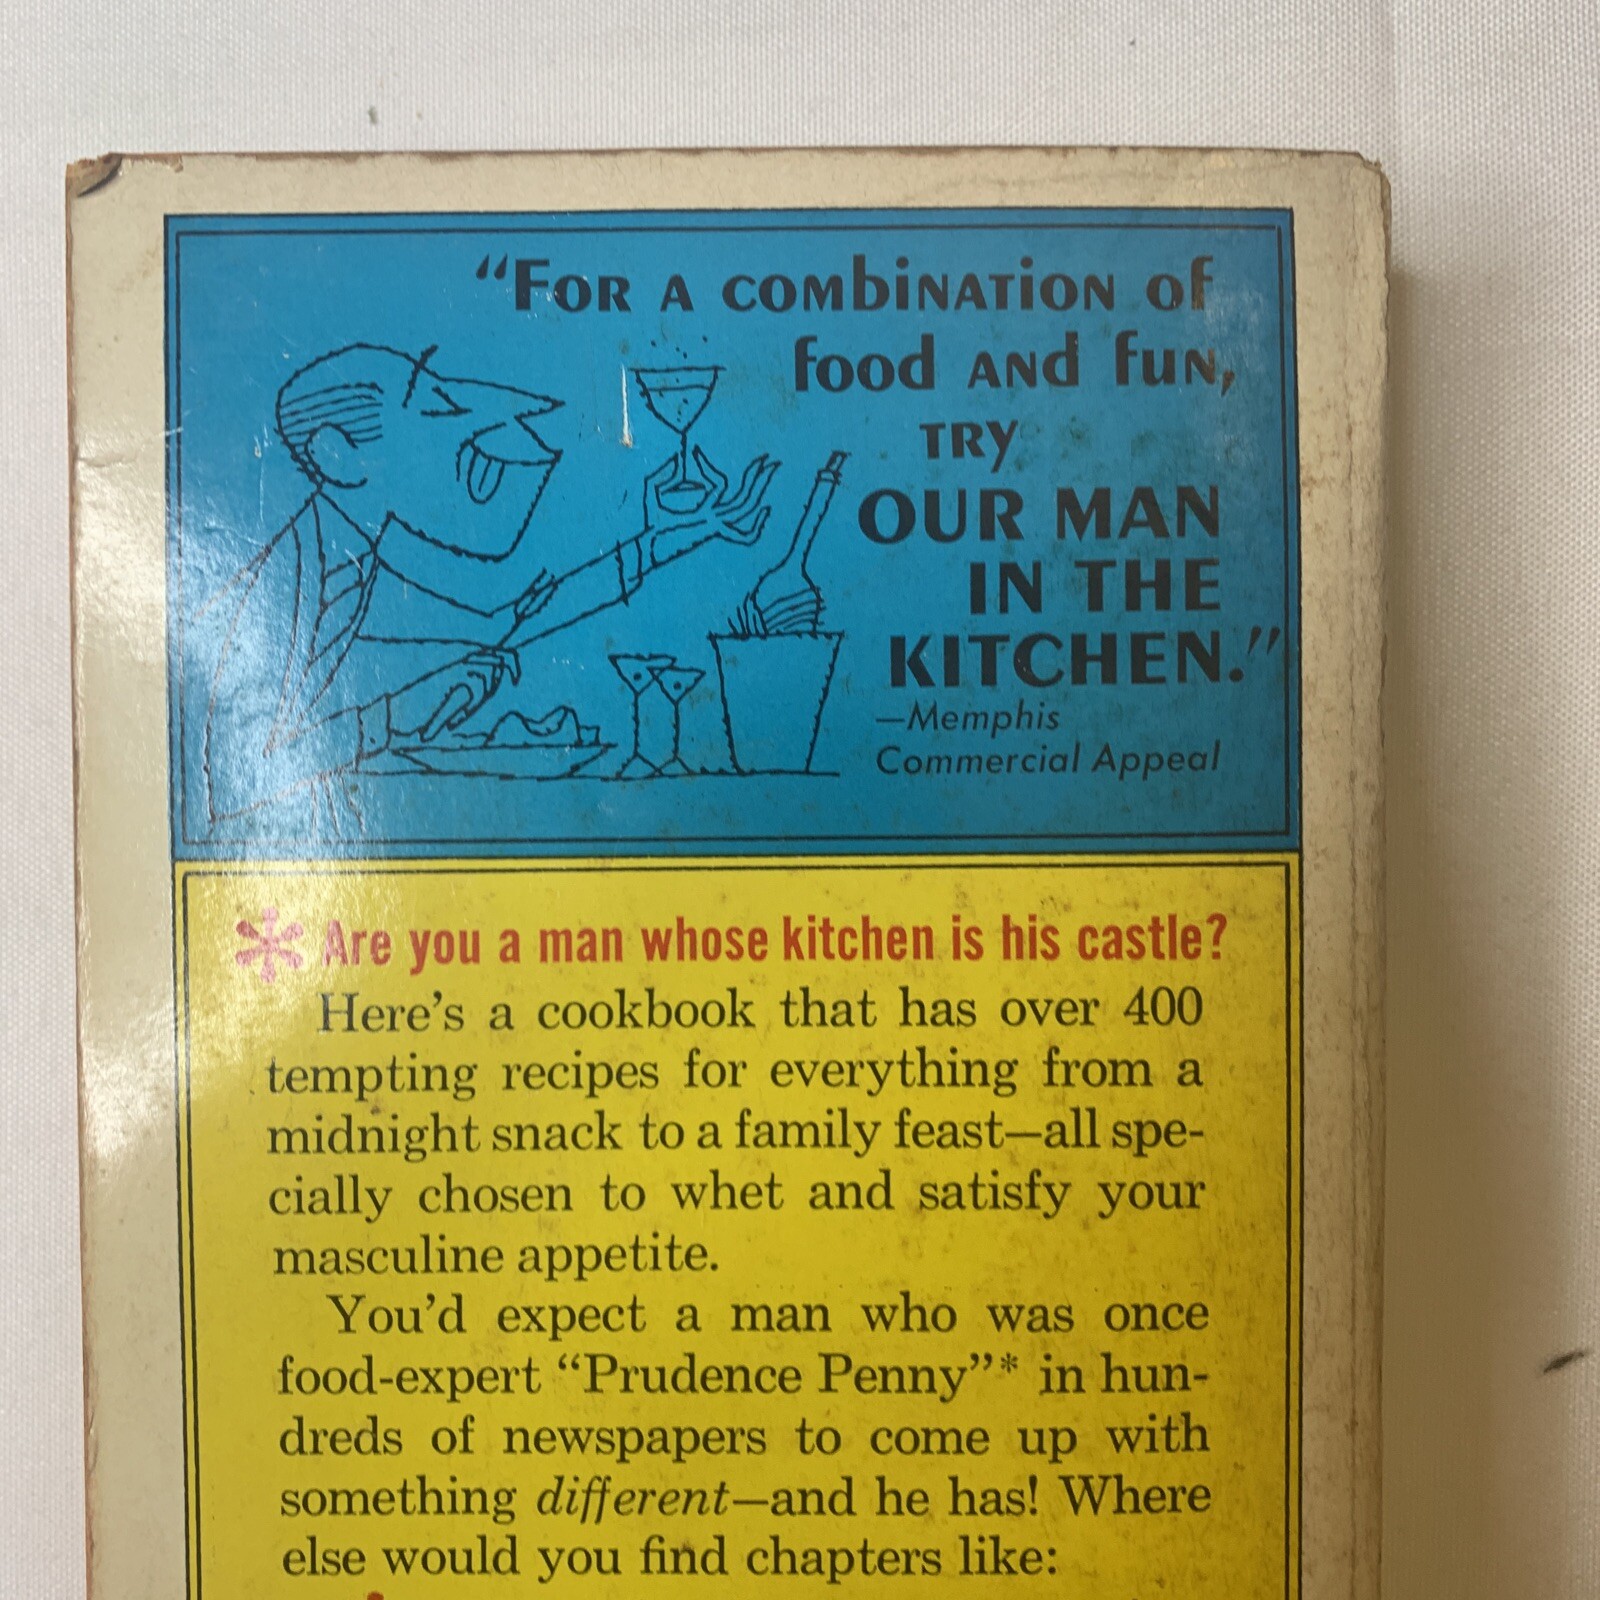 “FOR A COMBINATION OF
FOOD AND FUN,
TRY
OUR MAN
IN THE
KITCHEN.”
—Memphis
Commercial Appeal
* Are you a man whose kitchen is his castle?
Here’s a cookbook that has over 400
tempting recipes for everything from a
midnight snack to a family feast—all spe-
cially chosen to whet and satisfy your
masculine appetite.
You’d expect a man who was once
food-expert “Prudence Penny”* in hun-
dreds of newspapers to come up with
something different—and he has! Where
else would you find chapters like: